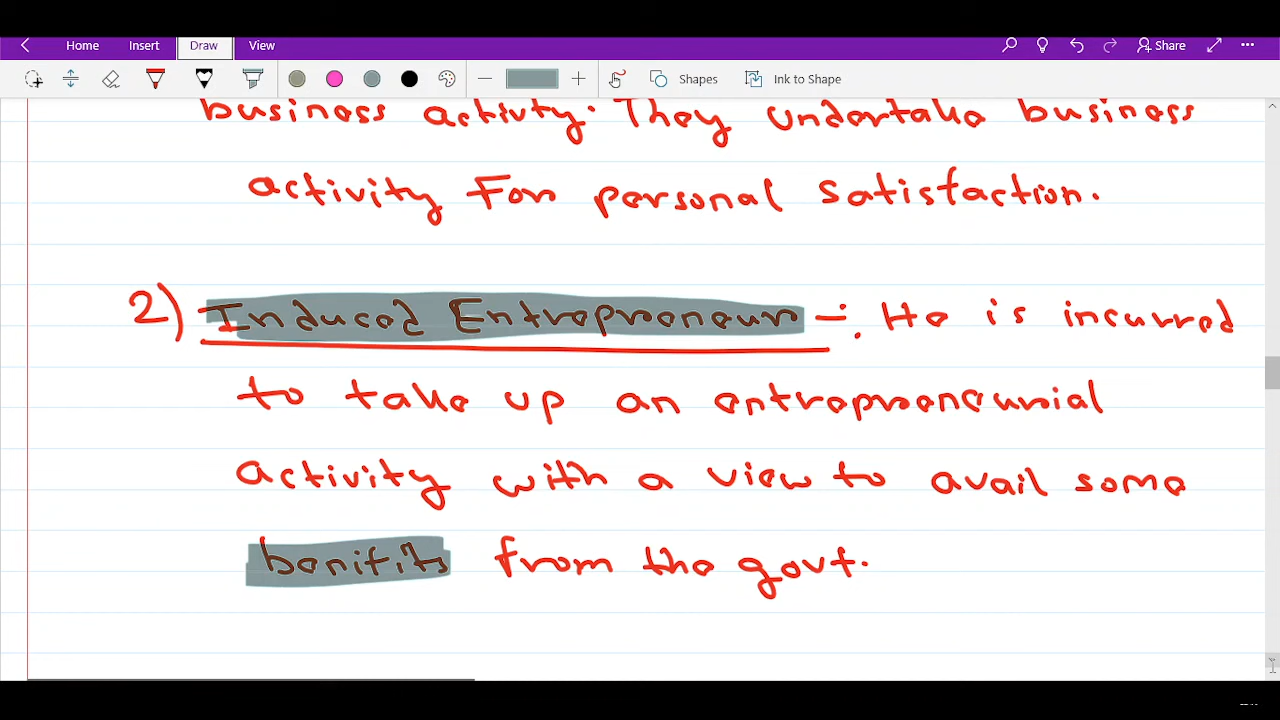 Home Insert Draw View Share
Shapes Ink to Shape
business activty. They undertake business
activity For personal satisfaction.
2) Induced Entrepreneur -: He is incurred
to take up an entrepreneurial
activity with a view to avail some
benifits from the govt.